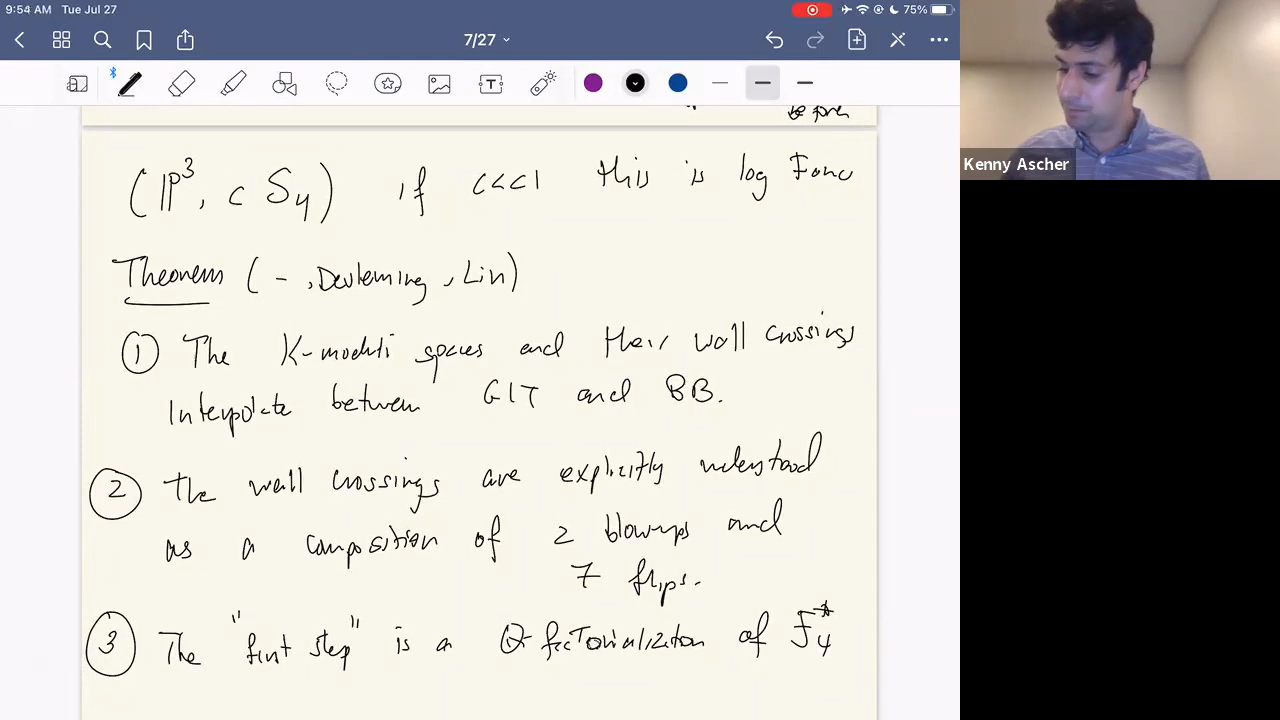 9:54 AM Tue Jul 27
75%
7/27
T
Kenny Ascher
before
(ℙ³, c S₄) if c<<1 this is log Fano
Theorem (-, DeVleming, Liu)
① The K-moduli spaces and their wall crossings
interpolate between GIT and BB.
② The wall crossings are explicitly understood
as a composition of 2 blowups and
7 flips.
③ The "first step" is a Q-factorialization of F₄*